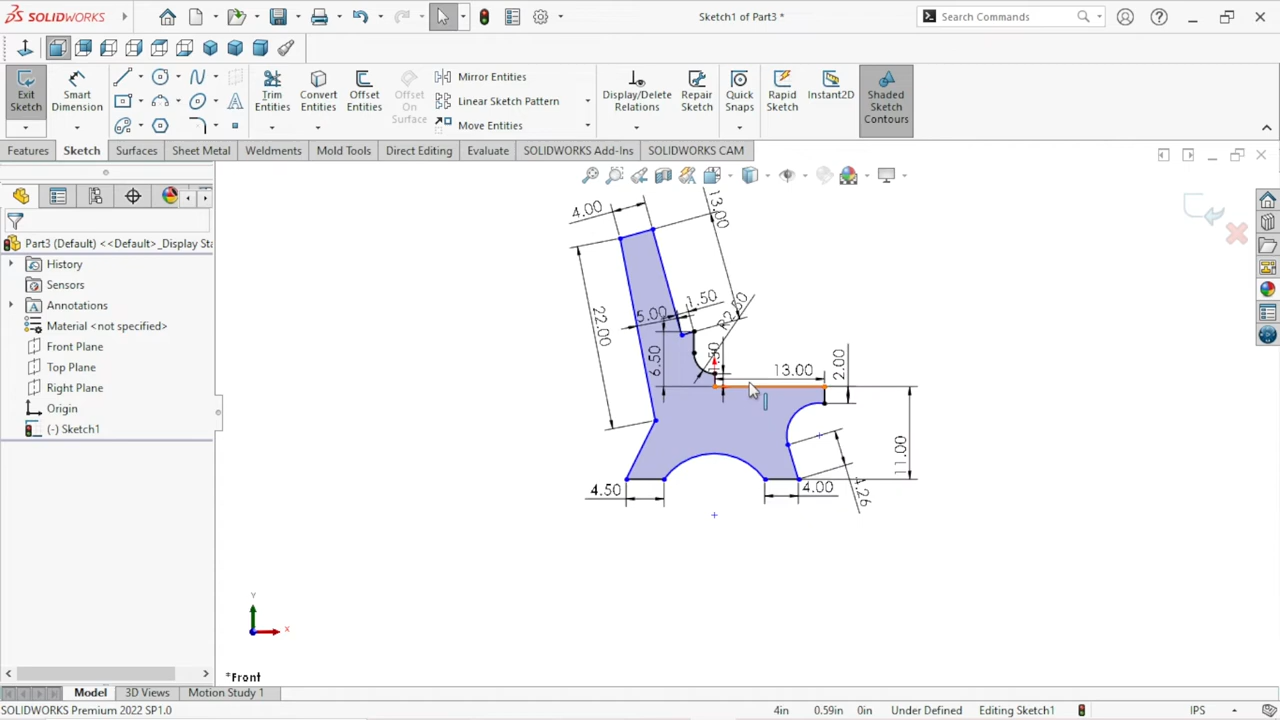 SOLIDWORKS
Sketch1 of Part3 *
Search Commands
Exit Sketch
Smart Dimension
Trim Entities
Convert Entities
Offset Entities
Offset On Surface
Mirror Entities
Linear Sketch Pattern
Move Entities
Display/Delete Relations
Repair Sketch
Quick Snaps
Rapid Sketch
Instant2D
Shaded Sketch Contours
Features
Sketch
Surfaces
Sheet Metal
Weldments
Mold Tools
Direct Editing
Evaluate
SOLIDWORKS Add-Ins
SOLIDWORKS CAM
Part3 (Default) <<Default>_Display Sta
History
Sensors
Annotations
Material <not specified>
Front Plane
Top Plane
Right Plane
Origin
(-) Sketch1
4.00
13.00
1.50
5.00
22.00
6.50
13.00
2.00
11.00
4.50
4.00
4.26
Y
X
*Front
Model
3D Views
Motion Study 1
SOLIDWORKS Premium 2022 SP1.0
4in
0.59in
0in
Under Defined
Editing Sketch1
IPS